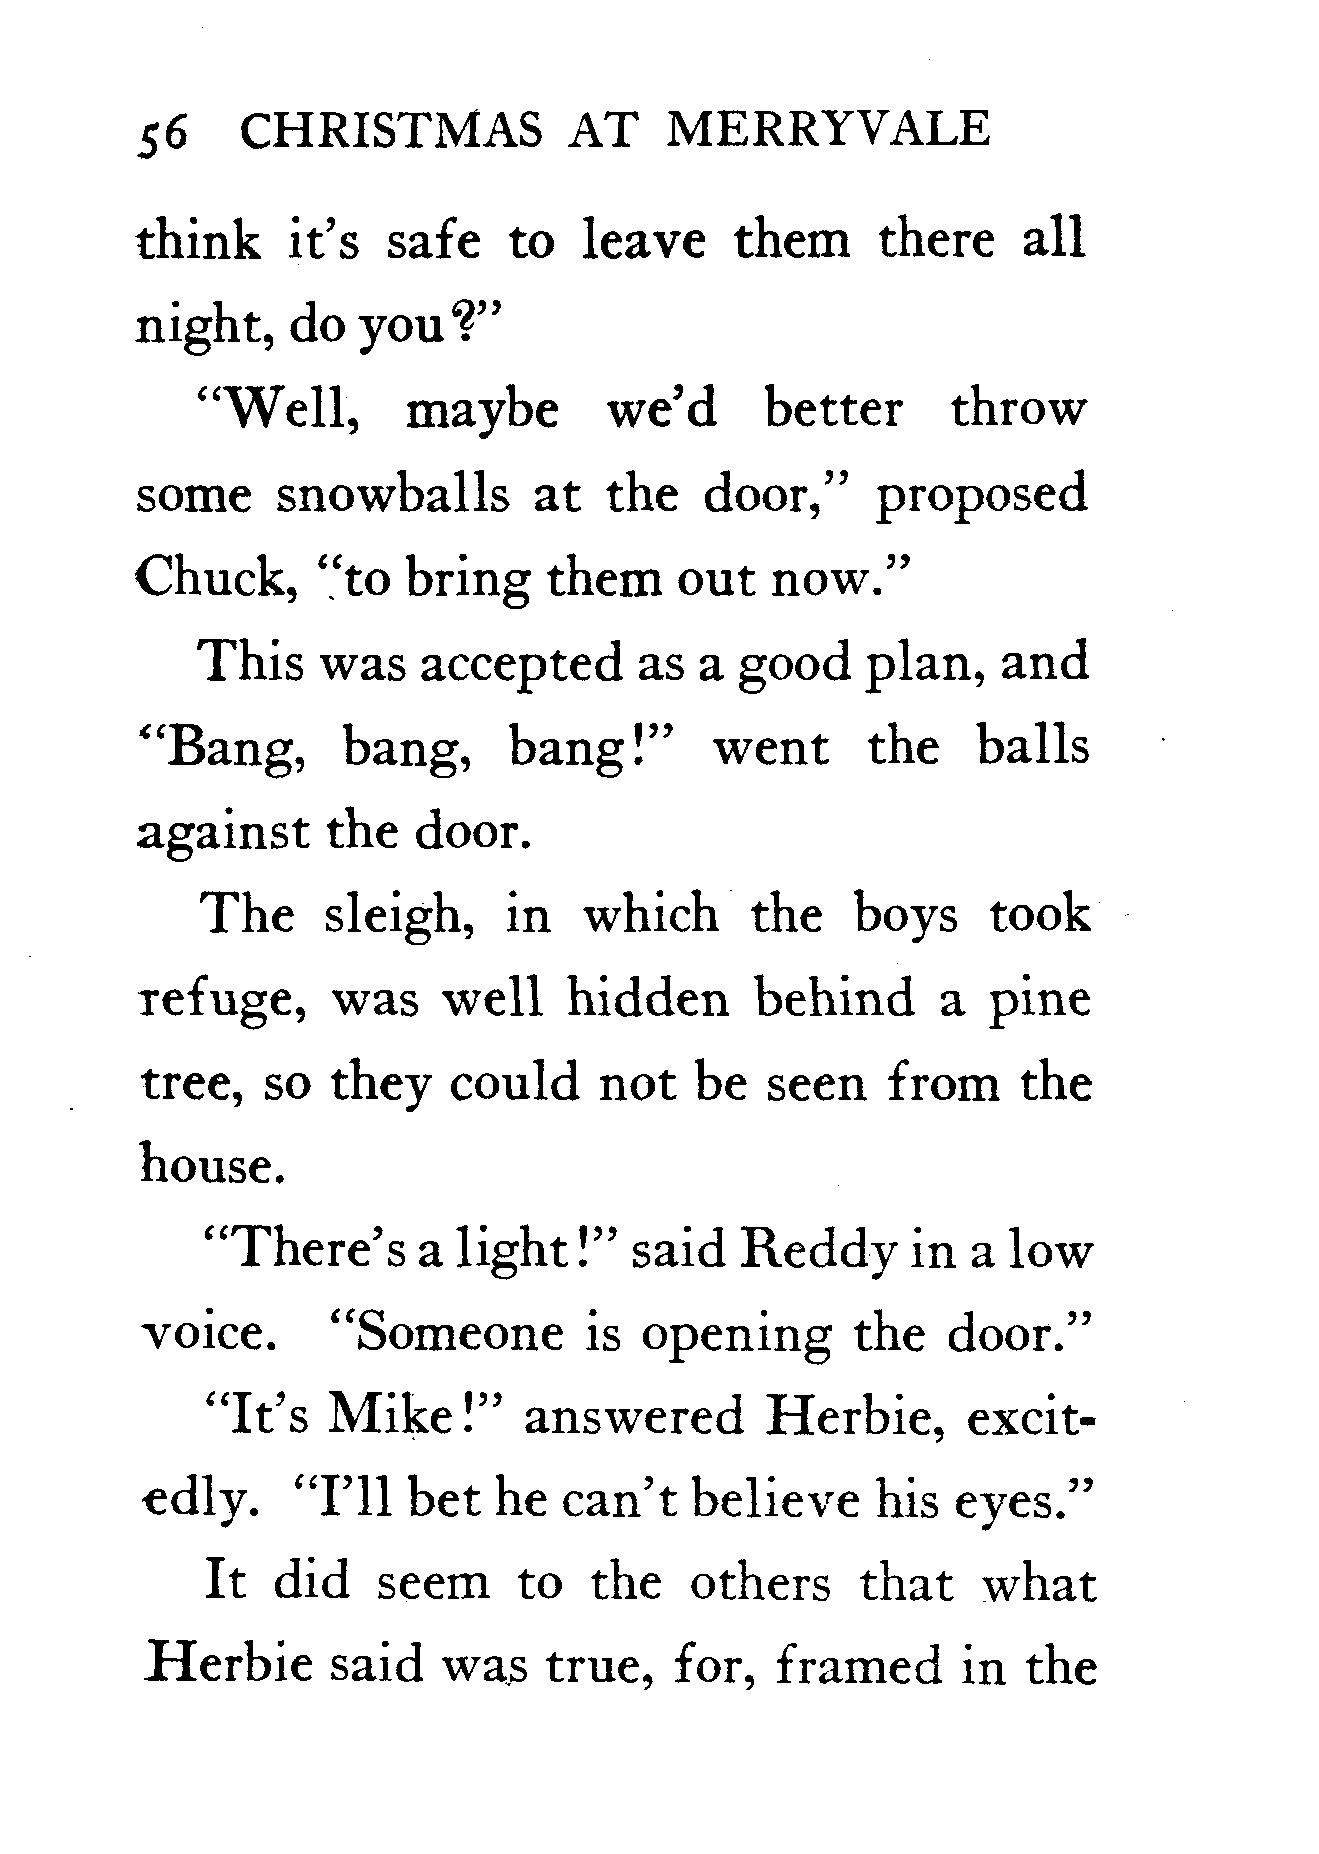 56 CHRISTMAS AT MERRYVALE
think it's safe to leave them there all
night, do you?"
"Well, maybe we'd better throw
some snowballs at the door," proposed
Chuck, "to bring them out now."
This was accepted as a good plan, and
"Bang, bang, bang!" went the balls
against the door.
The sleigh, in which the boys took
refuge, was well hidden behind a pine
tree, so they could not be seen from the
house.
"There's a light!" said Reddy in a low
voice. "Someone is opening the door."
"It's Mike!" answered Herbie, excit-
edly. "I'll bet he can't believe his eyes."
It did seem to the others that what
Herbie said was true, for, framed in the